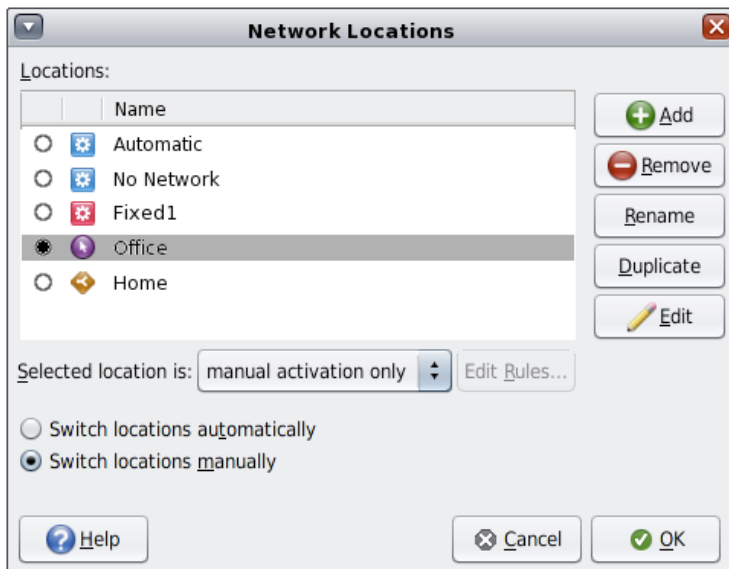 Network Locations
Locations:
Name
Automatic
No Network
Fixed1
Office
Home
Add
Remove
Rename
Duplicate
Edit
Selected location is: manual activation only Edit Rules...
Switch locations automatically
Switch locations manually
Help Cancel OK